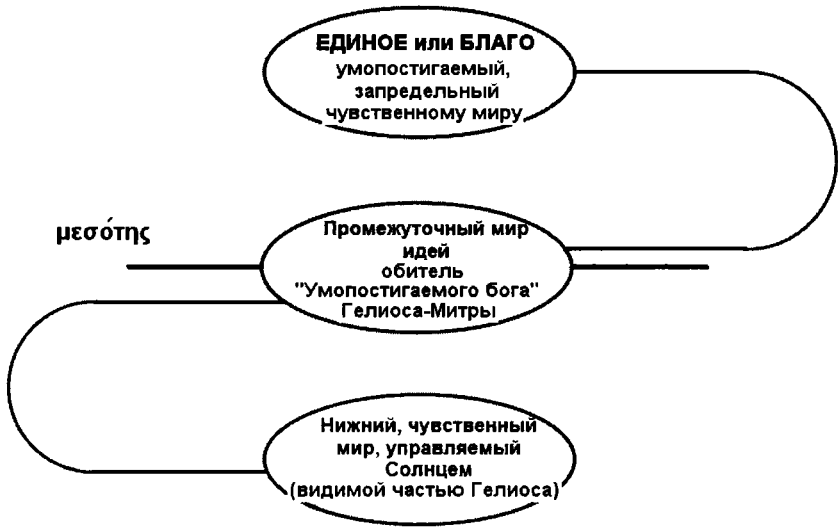 ЕДИНОЕ или БЛАГО
умопостигаемый,
запредельный
чувственному миру
μεσότης
Промежуточный мир
идей
обитель
"Умопостигаемого бога"
Гелиоса-Митры
Нижний, чувственный
мир, управляемый
Солнцем
(видимой частью Гелиоса)